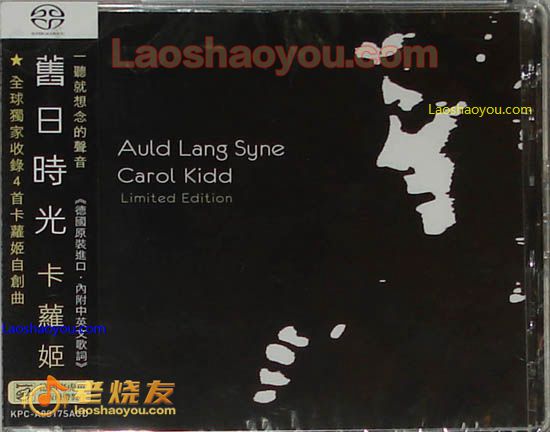 Laoshaoyou.com
舊日時光 卡蘿姬
一聽就想念的聲音
《德國原裝進口．內附中英文歌詞》
★全球獨家收錄4首卡蘿姬自創曲
Auld Lang Syne
Carol Kidd
Limited Edition
Laoshaoyou.com
Laoshaoyou.com
老烧友
laoshaoyou.com